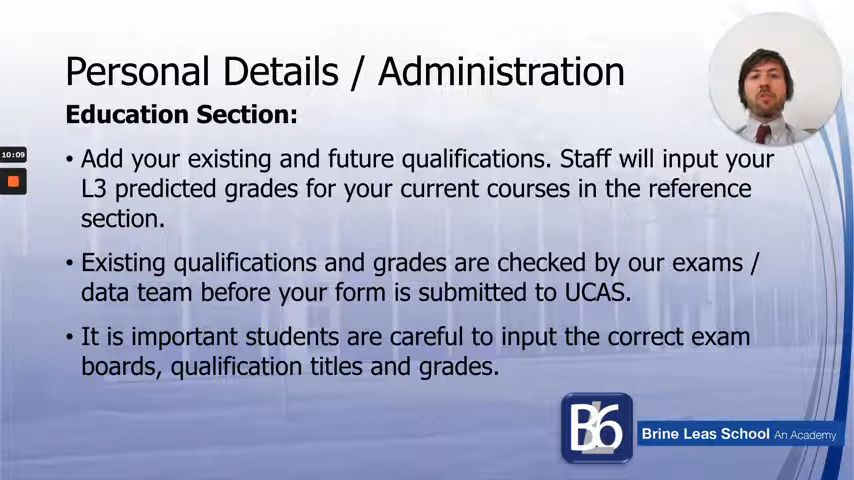 Personal Details / Administration
Education Section:
• Add your existing and future qualifications. Staff will input your
L3 predicted grades for your current courses in the reference
section.
10:09
• Existing qualifications and grades are checked by our exams /
data team before your form is submitted to UCAS.
• It is important students are careful to input the correct exam
boards, qualification titles and grades.
B6
Brine Leas School An Academy